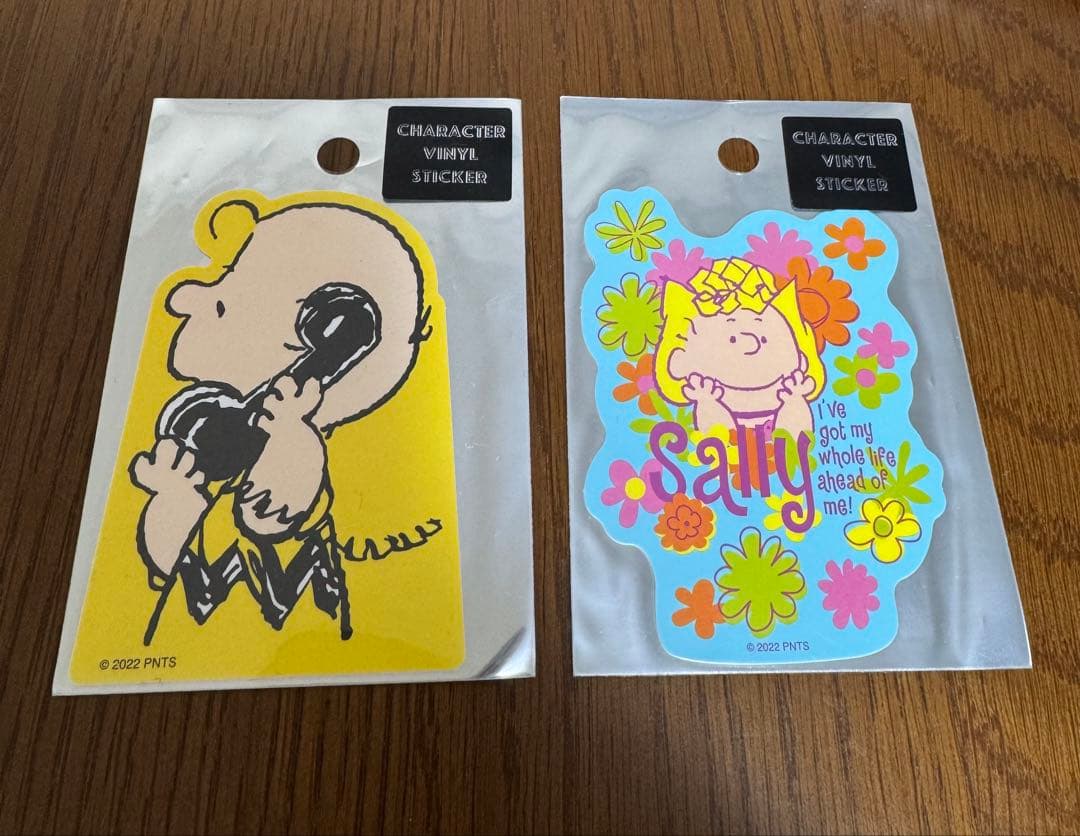 CHARACTER
VINYL
STICKER
© 2022 PNTS
CHARACTER
VINYL
STICKER
Sally
I've
got my
whole life
ahead of
me!
© 2022 PNTS